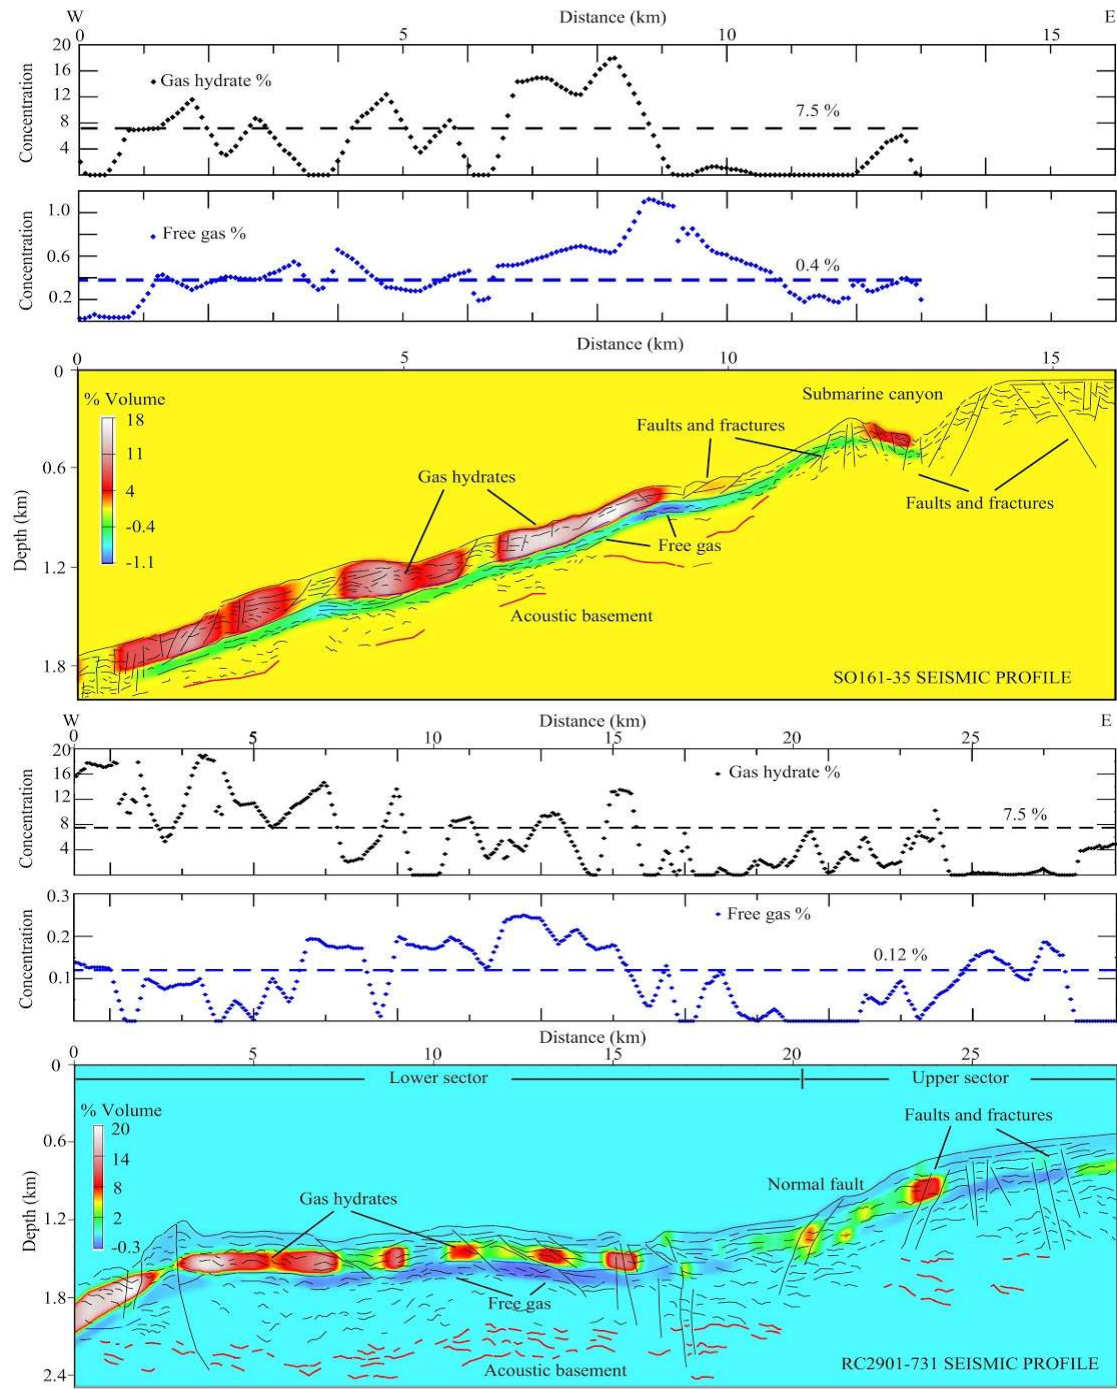 W Distance (km) E
0 5 10 15
20
16
12
8
4
Concentration
Gas hydrate %
7.5 %
1.0
0.6
0.2
Concentration
Free gas %
0.4 %
Distance (km)
0 5 10 15
0
0.6
1.2
1.8
Depth (km)
% Volume
18
11
4
-0.4
-1.1
Submarine canyon
Faults and fractures
Gas hydrates
Faults and fractures
Free gas
Acoustic basement
SO161-35 SEISMIC PROFILE
W Distance (km) E
0 5 10 15 20 25
20
16
12
8
4
Concentration
Gas hydrate %
7.5 %
0.3
0.2
0.1
Concentration
Free gas %
0.12 %
Distance (km)
0 5 10 15 20 25
0
0.6
1.2
1.8
2.4
Depth (km)
Lower sector Upper sector
% Volume
20
14
8
2
-0.3
Faults and fractures
Normal fault
Gas hydrates
Free gas
Acoustic basement
RC2901-731 SEISMIC PROFILE